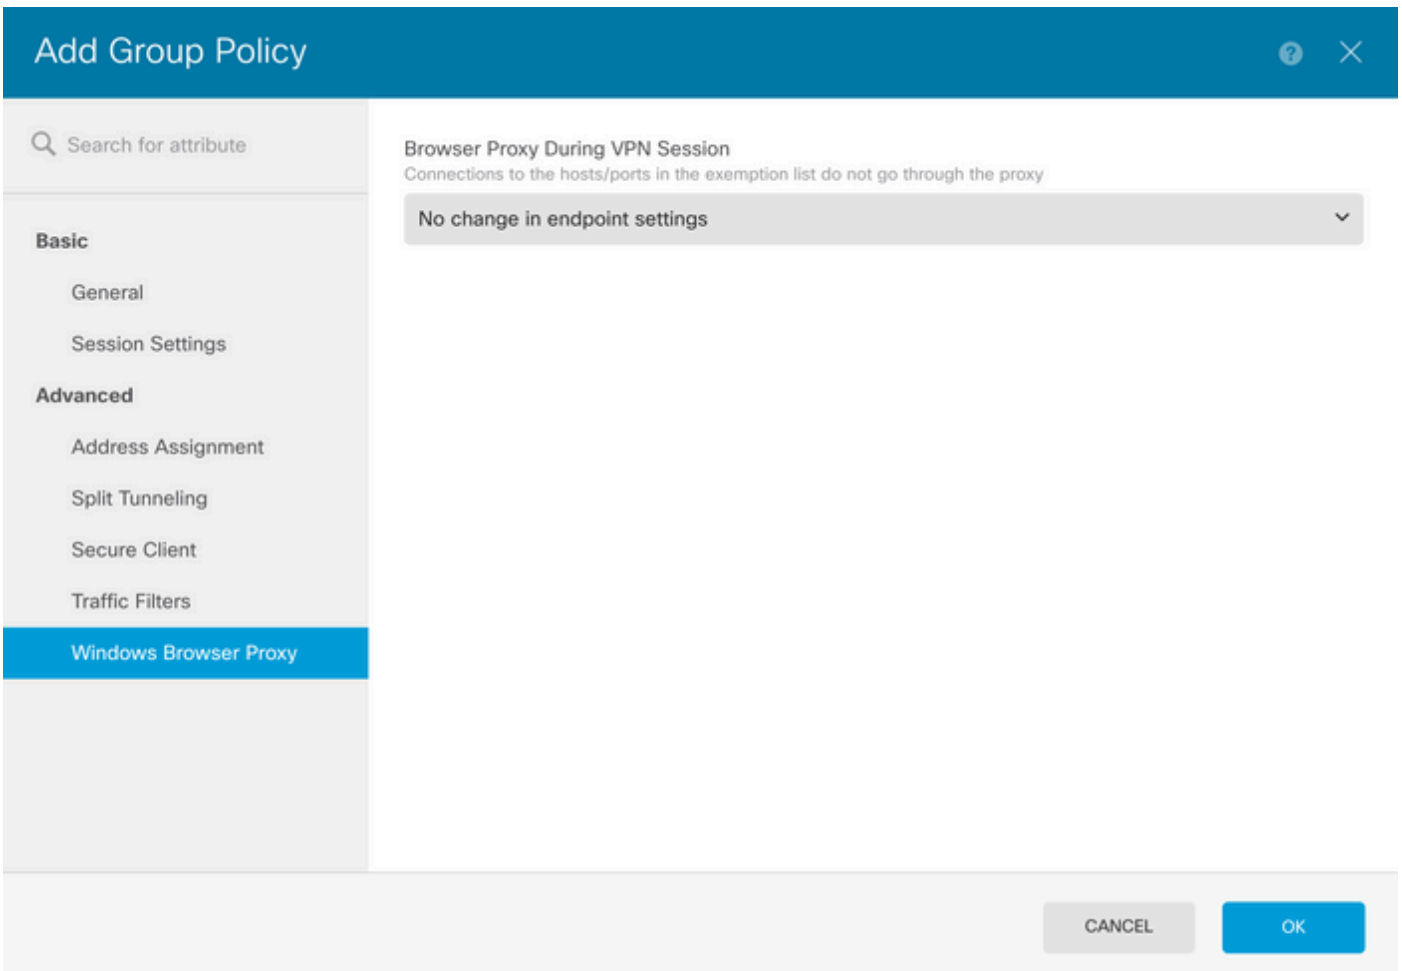 Add Group Policy
?
Search for attribute
Basic
General
Session Settings
Advanced
Address Assignment
Split Tunneling
Secure Client
Traffic Filters
Windows Browser Proxy
Browser Proxy During VPN Session
Connections to the hosts/ports in the exemption list do not go through the proxy
No change in endpoint settings
CANCEL
OK